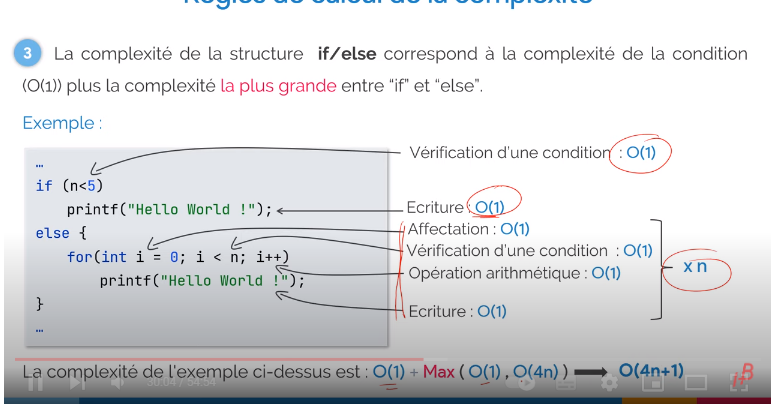 Règles de calcul de la complexité
3 La complexité de la structure if/else correspond à la complexité de la condition
(O(1)) plus la complexité la plus grande entre “if” et “else”.
Exemple :
...
if (n<5)
printf("Hello World !");
else {
for(int i = 0; i < n; i++)
printf("Hello World !");
}
...
Vérification d'une condition : O(1)
Ecriture : O(1)
Affectation : O(1)
Vérification d'une condition : O(1)
Opération arithmétique : O(1)
Ecriture : O(1)
x n
La complexité de l'exemple ci-dessus est : O(1) + Max ( O(1) , O(4n) ) O(4n+1)
30:04 / 54:54